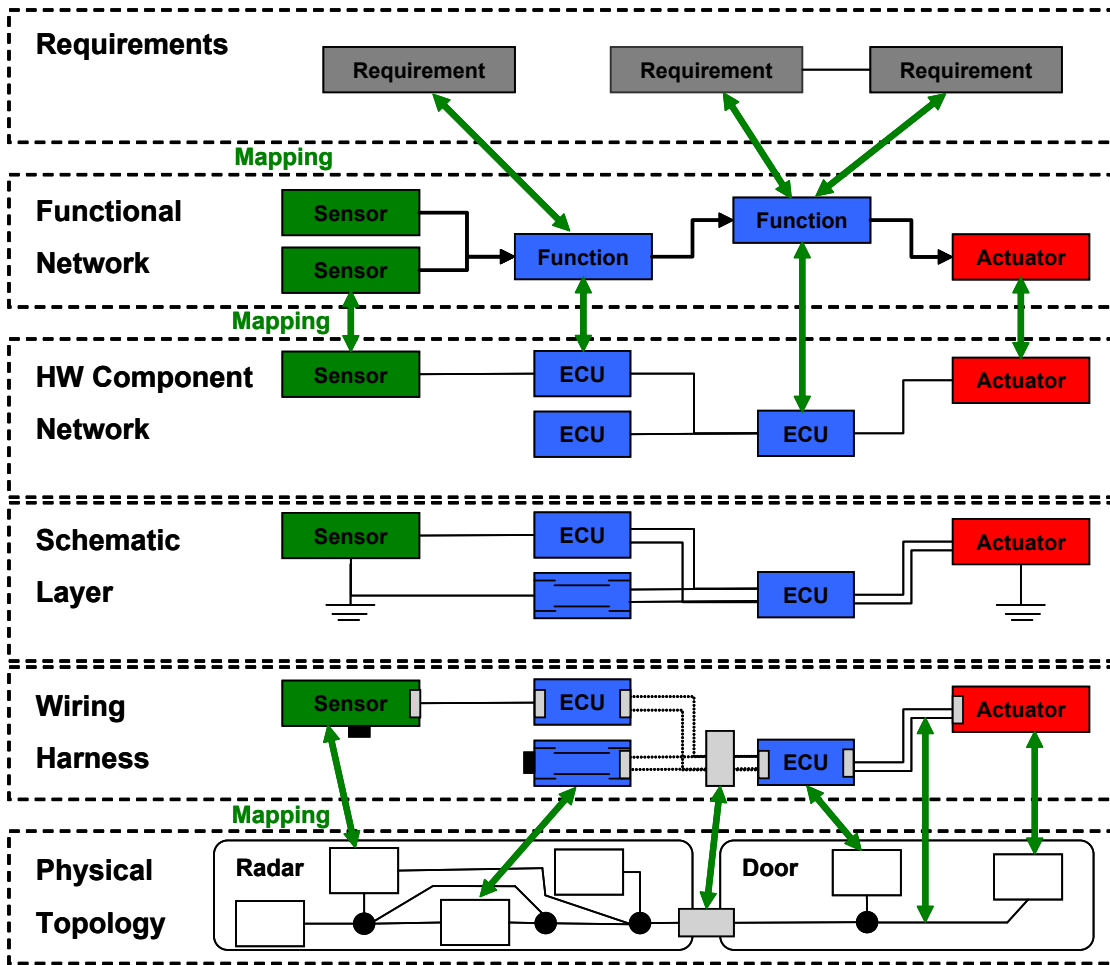 Requirements
Requirement
Requirement
Requirement
Mapping
Functional
Network
Sensor
Sensor
Function
Function
Actuator
Mapping
HW Component
Network
Sensor
ECU
ECU
ECU
Actuator
Schematic
Layer
Sensor
ECU
ECU
Actuator
Wiring
Harness
Sensor
ECU
ECU
Actuator
Mapping
Physical
Topology
Radar
Door